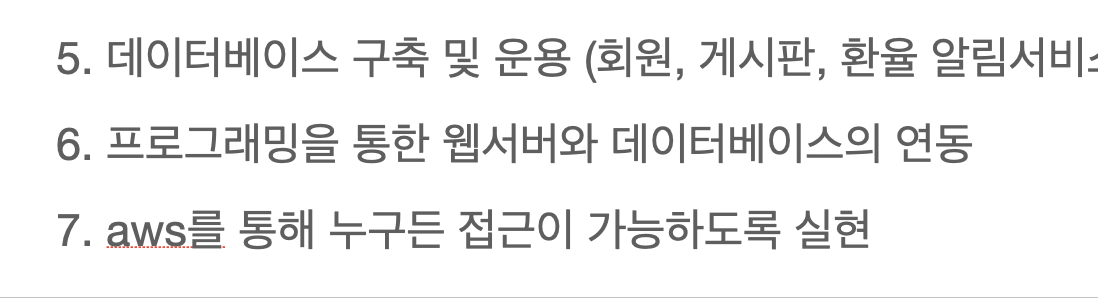 5. 데이터베이스 구축 및 운용 (회원, 게시판, 환율 알림서비
6. 프로그래밍을 통한 웹서버와 데이터베이스의 연동
7. aws를 통해 누구든 접근이 가능하도록 실현